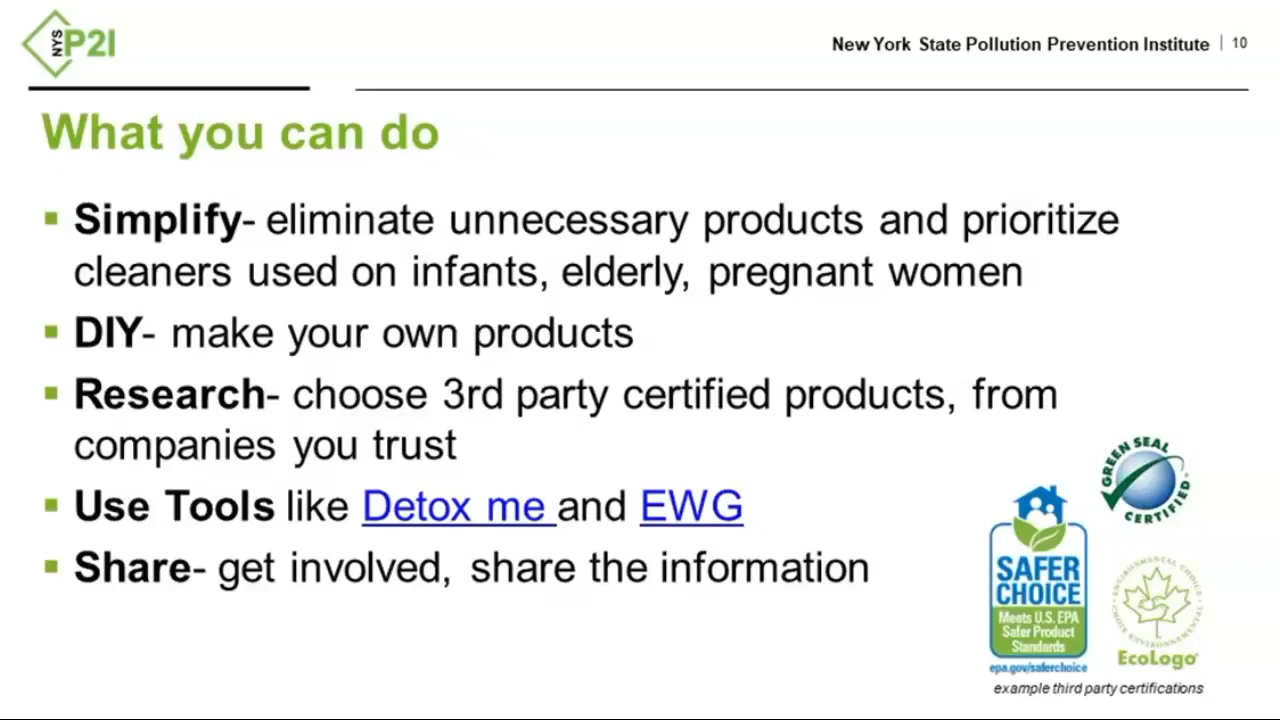 NYS P2I
New York State Pollution Prevention Institute | 10
What you can do
▪ Simplify- eliminate unnecessary products and prioritize
cleaners used on infants, elderly, pregnant women
▪ DIY- make your own products
▪ Research- choose 3rd party certified products, from
companies you trust
▪ Use Tools like Detox me and EWG
▪ Share- get involved, share the information
GREEN SEAL
CERTIFIED
SAFER
CHOICE
Meets U.S. EPA
Safer Product
Standards
epa.gov/saferchoice
ENVIRONMENTAL CHOICE
CHOIX ENVIRONNEMENTAL
EcoLogo
example third party certifications